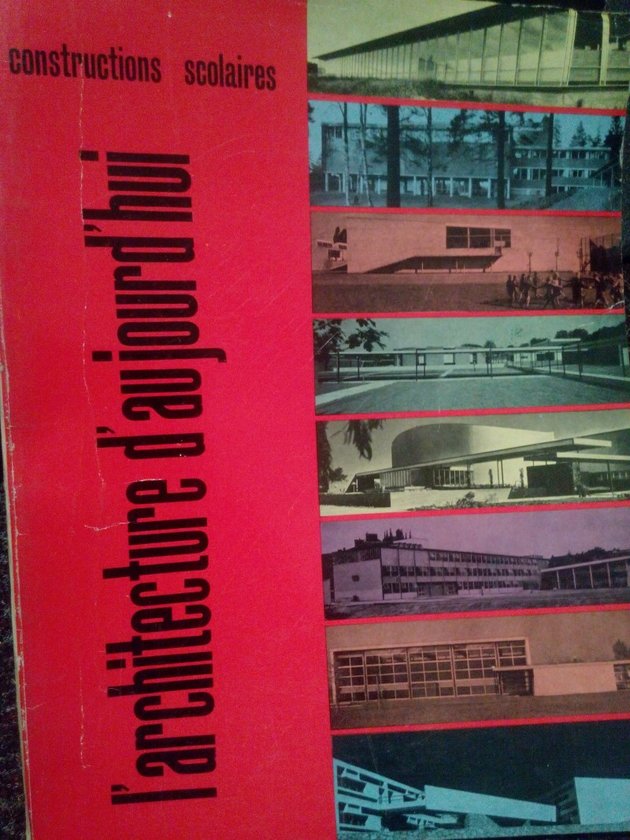 constructions scolaires
l'architecture d'aujourd'hui